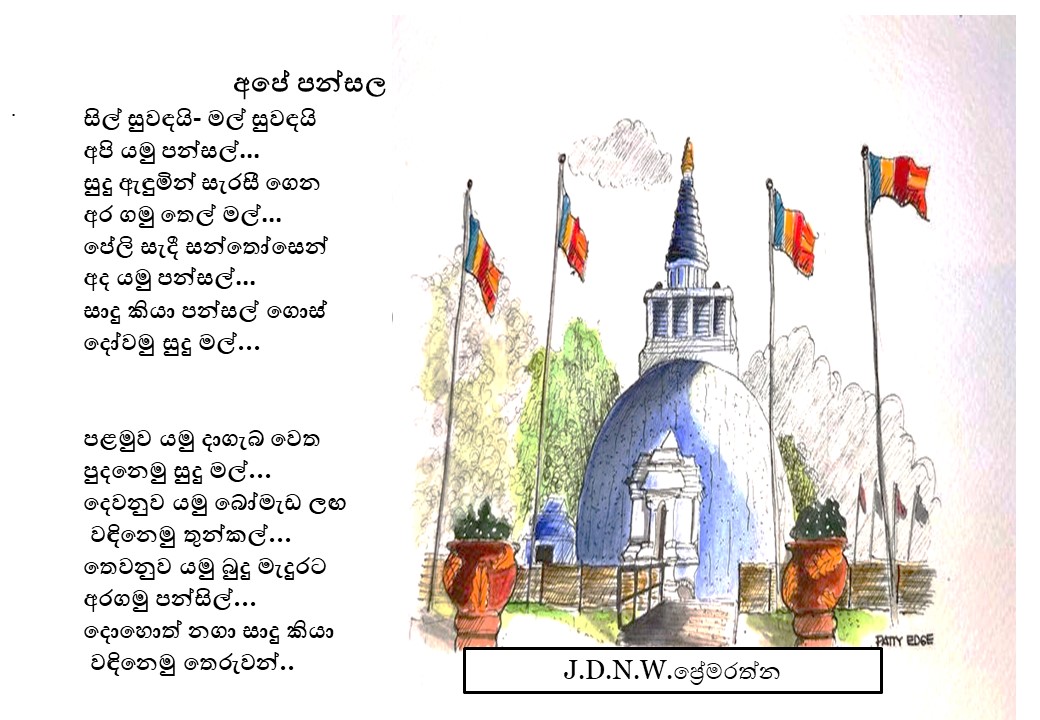 අපේ පන්සල
සිල් සුවඳයි- මල් සුවඳයි
අපි යමු පන්සල්...
සුදු ඇඳුමින් සැරසී ගෙන
අර ගමු තෙල් මල්...
පේලි සැදී සන්තෝසෙන්
අද යමු පන්සල්...
සාදු කියා පන්සල් ගොස්
දෝවමු සුදු මල්...
පළමුව යමු දාගැබ වෙත
පුදනෙමු සුදු මල්...
දෙවනුව යමු බෝමැඩ ලඟ
වඳිනෙමු තුන්කල්...
තෙවනුව යමු බුදු මැදුරට
අරගමු පන්සිල්...
දොහොත් නගා සාදු කියා
වඳිනෙමු තෙරුවන්..
PATTY EDGE
J.D.N.W.ප්‍රේමරත්න